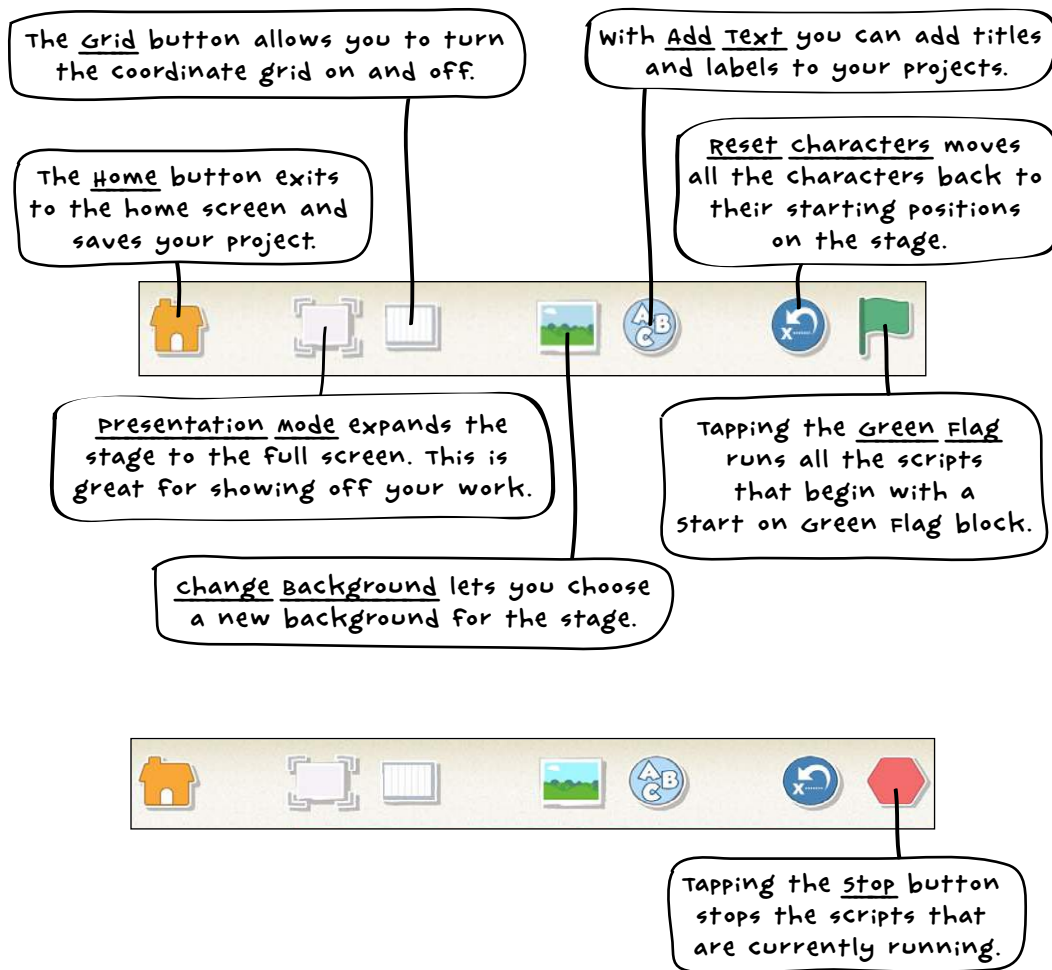 The Grid button allows you to turn
the coordinate grid on and off.
With Add Text you can add titles
and labels to your projects.
The Home button exits
to the home screen and
saves your project.
Reset Characters moves
all the characters back to
their starting positions
on the stage.
A B C
X
Presentation Mode expands the
stage to the full screen. This is
great for showing off your work.
Tapping the Green Flag
runs all the scripts
that begin with a
Start on Green Flag block.
Change Background lets you choose
a new background for the stage.
A B C
X
Tapping the Stop button
stops the scripts that
are currently running.